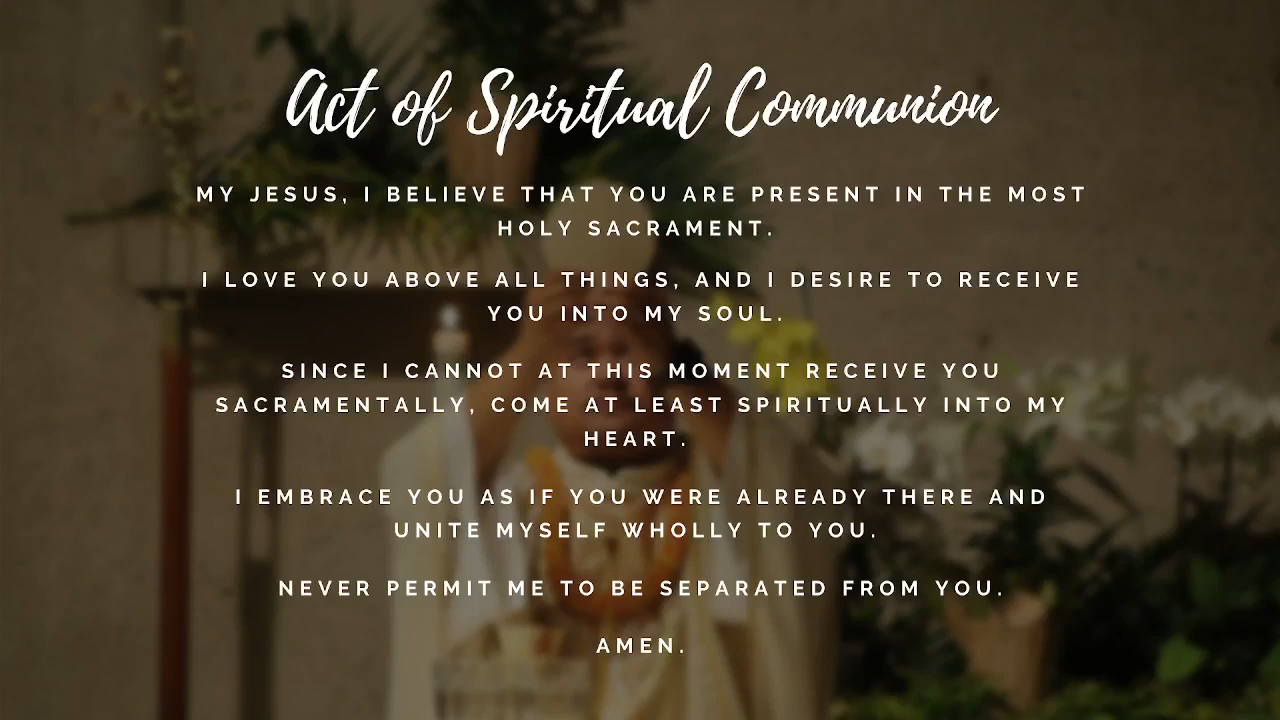 Act of Spiritual Communion
MY JESUS, I BELIEVE THAT YOU ARE PRESENT IN THE MOST
HOLY SACRAMENT.
I LOVE YOU ABOVE ALL THINGS, AND I DESIRE TO RECEIVE
YOU INTO MY SOUL.
SINCE I CANNOT AT THIS MOMENT RECEIVE YOU
SACRAMENTALLY, COME AT LEAST SPIRITUALLY INTO MY
HEART.
I EMBRACE YOU AS IF YOU WERE ALREADY THERE AND
UNITE MYSELF WHOLLY TO YOU.
NEVER PERMIT ME TO BE SEPARATED FROM YOU.
AMEN.